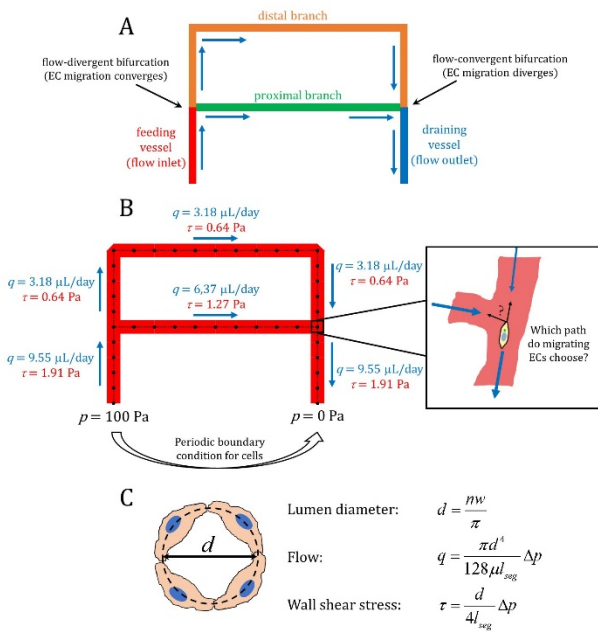 A
distal branch
flow-divergent bifurcation
(EC migration converges)
flow-convergent bifurcation
(EC migration diverges)
proximal branch
feeding
vessel
(flow inlet)
draining
vessel
(flow outlet)
B
q = 3.18 μL/day
τ = 0.64 Pa
q = 3.18 μL/day
τ = 0.64 Pa
q = 6,37 μL/day
τ = 1.27 Pa
q = 3.18 μL/day
τ = 0.64 Pa
q = 9.55 μL/day
τ = 1.91 Pa
q = 9.55 μL/day
τ = 1.91 Pa
?
Which path
do migrating
ECs choose?
p = 100 Pa
p = 0 Pa
Periodic boundary
condition for cells
C
d
Lumen diameter: d = nw/π
Flow: q = πd⁴/128μl_seg Δp
Wall shear stress: τ = d/4l_seg Δp